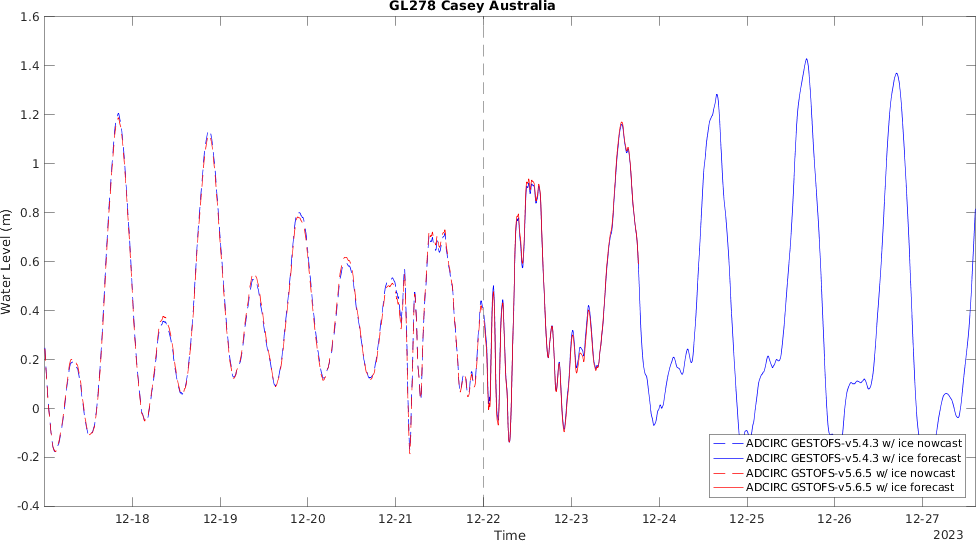 GL278 Casey Australia
1.6
1.4
1.2
1
0.8
0.6
0.4
0.2
0
-0.2
-0.4
Water Level (m)
12-18 12-19 12-20 12-21 12-22 12-23 12-24 12-25 12-26 12-27
Time
2023
ADCIRC GESTOFS-v5.4.3 w/ ice nowcast
ADCIRC GESTOFS-v5.4.3 w/ ice forecast
ADCIRC GSTOFS-v5.6.5 w/ ice nowcast
ADCIRC GSTOFS-v5.6.5 w/ ice forecast